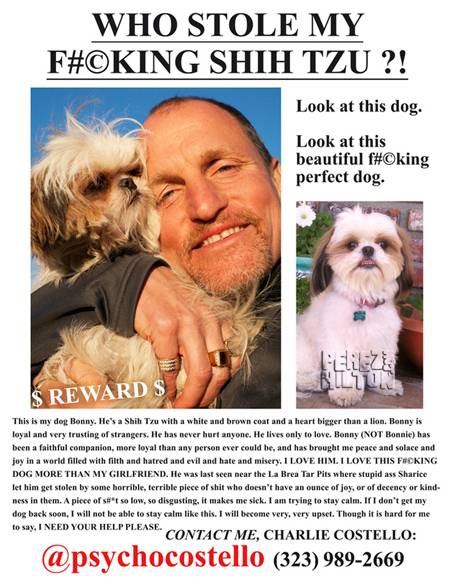 WHO STOLE MY
F#©KING SHIH TZU ?!
Look at this dog.
Look at this
beautiful f#©king
perfect dog.
PEREZ
HILTON
$ REWARD $
This is my dog Bonny. He's a Shih Tzu with a white and brown coat and a heart bigger than a lion. Bonny is
loyal and very trusting of strangers. He has never hurt anyone. He lives only to love. Bonny (NOT Bonnie) has
been a faithful companion, more loyal than any person ever could be, and has brought me peace and solace and
joy in a world filled with filth and hatred and evil and hate and misery. I LOVE HIM. I LOVE THIS F#©KING
DOG MORE THAN MY GIRLFRIEND. He was last seen near the La Brea Tar Pits where stupid ass Sharice
let him get stolen by some horrible, terrible piece of shit who doesn't have an ounce of joy, or of decency or kind-
ness in them. A piece of s#*t so low, so disgusting, it makes me sick. I am trying to stay calm. If I don't get my
dog back soon, I will not be able to stay calm like this. I will become very, very upset. Though it is hard for me
to say, I NEED YOUR HELP PLEASE.
CONTACT ME, CHARLIE COSTELLO:
@psychocostello (323) 989-2669